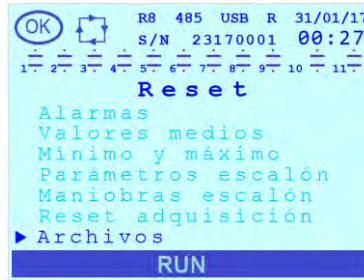 OK R8 485 USB R 31/01/17
S/N 23170001 00:27
1 2 3 4 5 6 7 8 9 10 11
Reset
Alarmas
Valores medios
Mínimo y máximo
Parámetros escalón
Maniobras escalón
Reset adquisición
Archivos
RUN